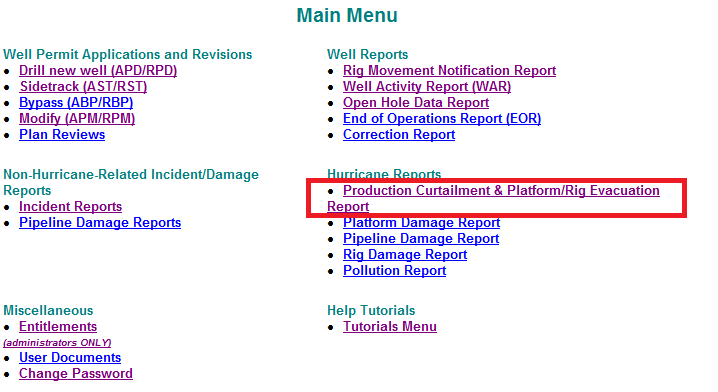 Main Menu
Well Permit Applications and Revisions
• Drill new well (APD/RPD)
• Sidetrack (AST/RST)
• Bypass (ABP/RBP)
• Modify (APM/RPM)
• Plan Reviews
Well Reports
• Rig Movement Notification Report
• Well Activity Report (WAR)
• Open Hole Data Report
• End of Operations Report (EOR)
• Correction Report
Non-Hurricane-Related Incident/Damage
Reports
• Incident Reports
• Pipeline Damage Reports
Hurricane Reports
• Production Curtailment & Platform/Rig Evacuation
Report
• Platform Damage Report
• Pipeline Damage Report
• Rig Damage Report
• Pollution Report
Miscellaneous
• Entitlements
(administrators ONLY)
• User Documents
• Change Password
Help Tutorials
• Tutorials Menu